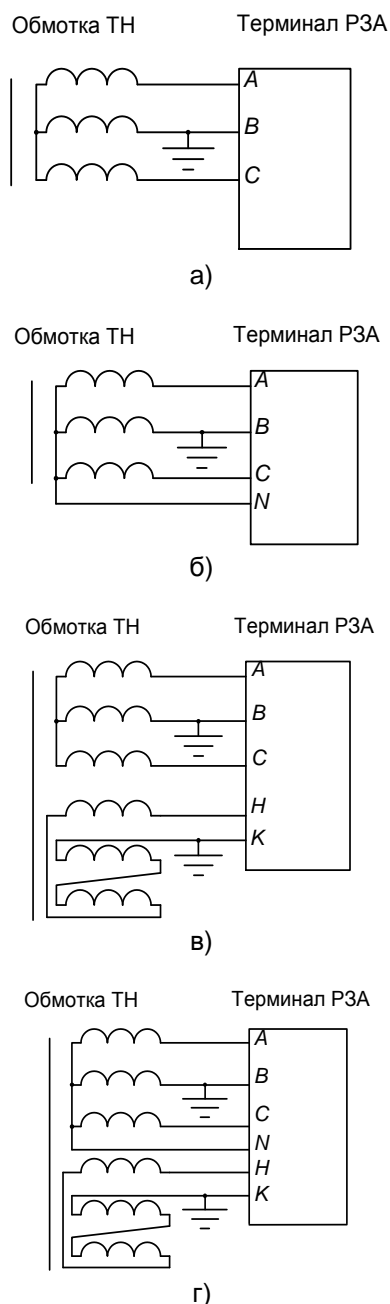 Обмотка ТН Терминал РЗА
A
B
C
а)
Обмотка ТН Терминал РЗА
A
B
C
N
б)
Обмотка ТН Терминал РЗА
A
B
C
H
K
в)
Обмотка ТН Терминал РЗА
A
B
C
N
H
K
г)